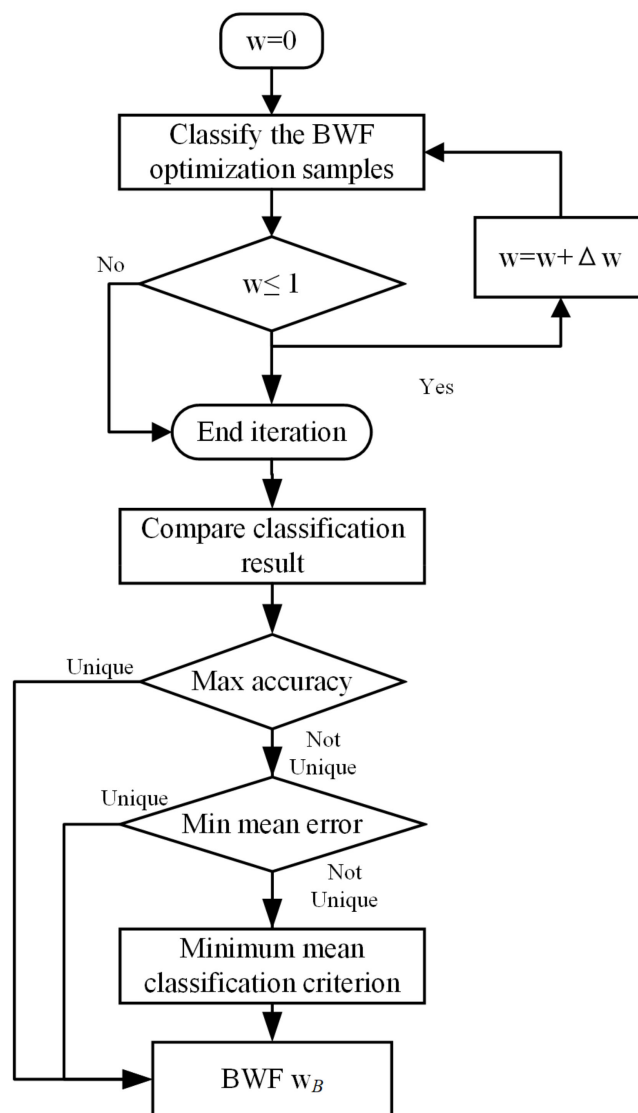 w=0
Classify the BWF
optimization samples
No
w≤ 1
w=w+Δw
Yes
End iteration
Compare classification
result
Unique
Max accuracy
Not
Unique
Unique
Min mean error
Not
Unique
Minimum mean
classification criterion
BWF w_B